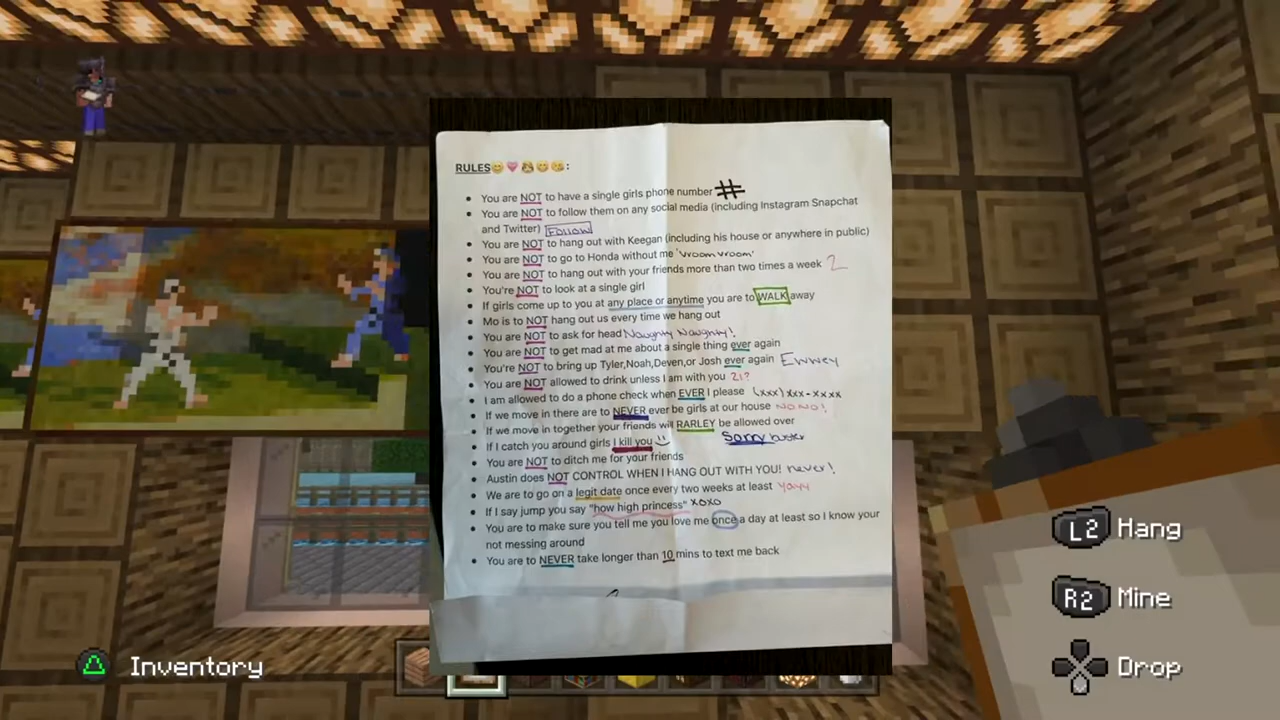 RULES😊💗👸😊😘:
You are NOT to have a single girls phone number #
You are NOT to follow them on any social media (including Instagram Snapchat
and Twitter) Follow
You are NOT to hang out with Keegan (including his house or anywhere in public)
You are NOT to go to Honda without me 'vroom vroom'
You are NOT to hang out with your friends more than two times a week 2
You're NOT to look at a single girl
If girls come up to you at any place or anytime you are to WALK away
Mo is to NOT hang out us every time we hang out
You are NOT to ask for head Naughty Naughty!
You are NOT to get mad at me about a single thing ever again
You're NOT to bring up Tyler,Noah,Deven,or Josh ever again Ewwey
You are NOT allowed to drink unless I am with you 21?
I am allowed to do a phone check when EVER I please (xxx)xxx-xxxx
If we move in there are to NEVER ever be girls at our house NO NO!
If we move in together your friends will RARLEY be allowed over
If I catch you around girls I kill you :) Sorry buster
You are NOT to ditch me for your friends
Austin does NOT CONTROL WHEN I HANG OUT WITH YOU! never!
We are to go on a legit date once every two weeks at least yayy
If I say jump you say "how high princess" xoxo
You are to make sure you tell me you love me once a day at least so I know your
not messing around
You are to NEVER take longer than 10 mins to text me back
L2 Hang
R2 Mine
Drop
Inventory